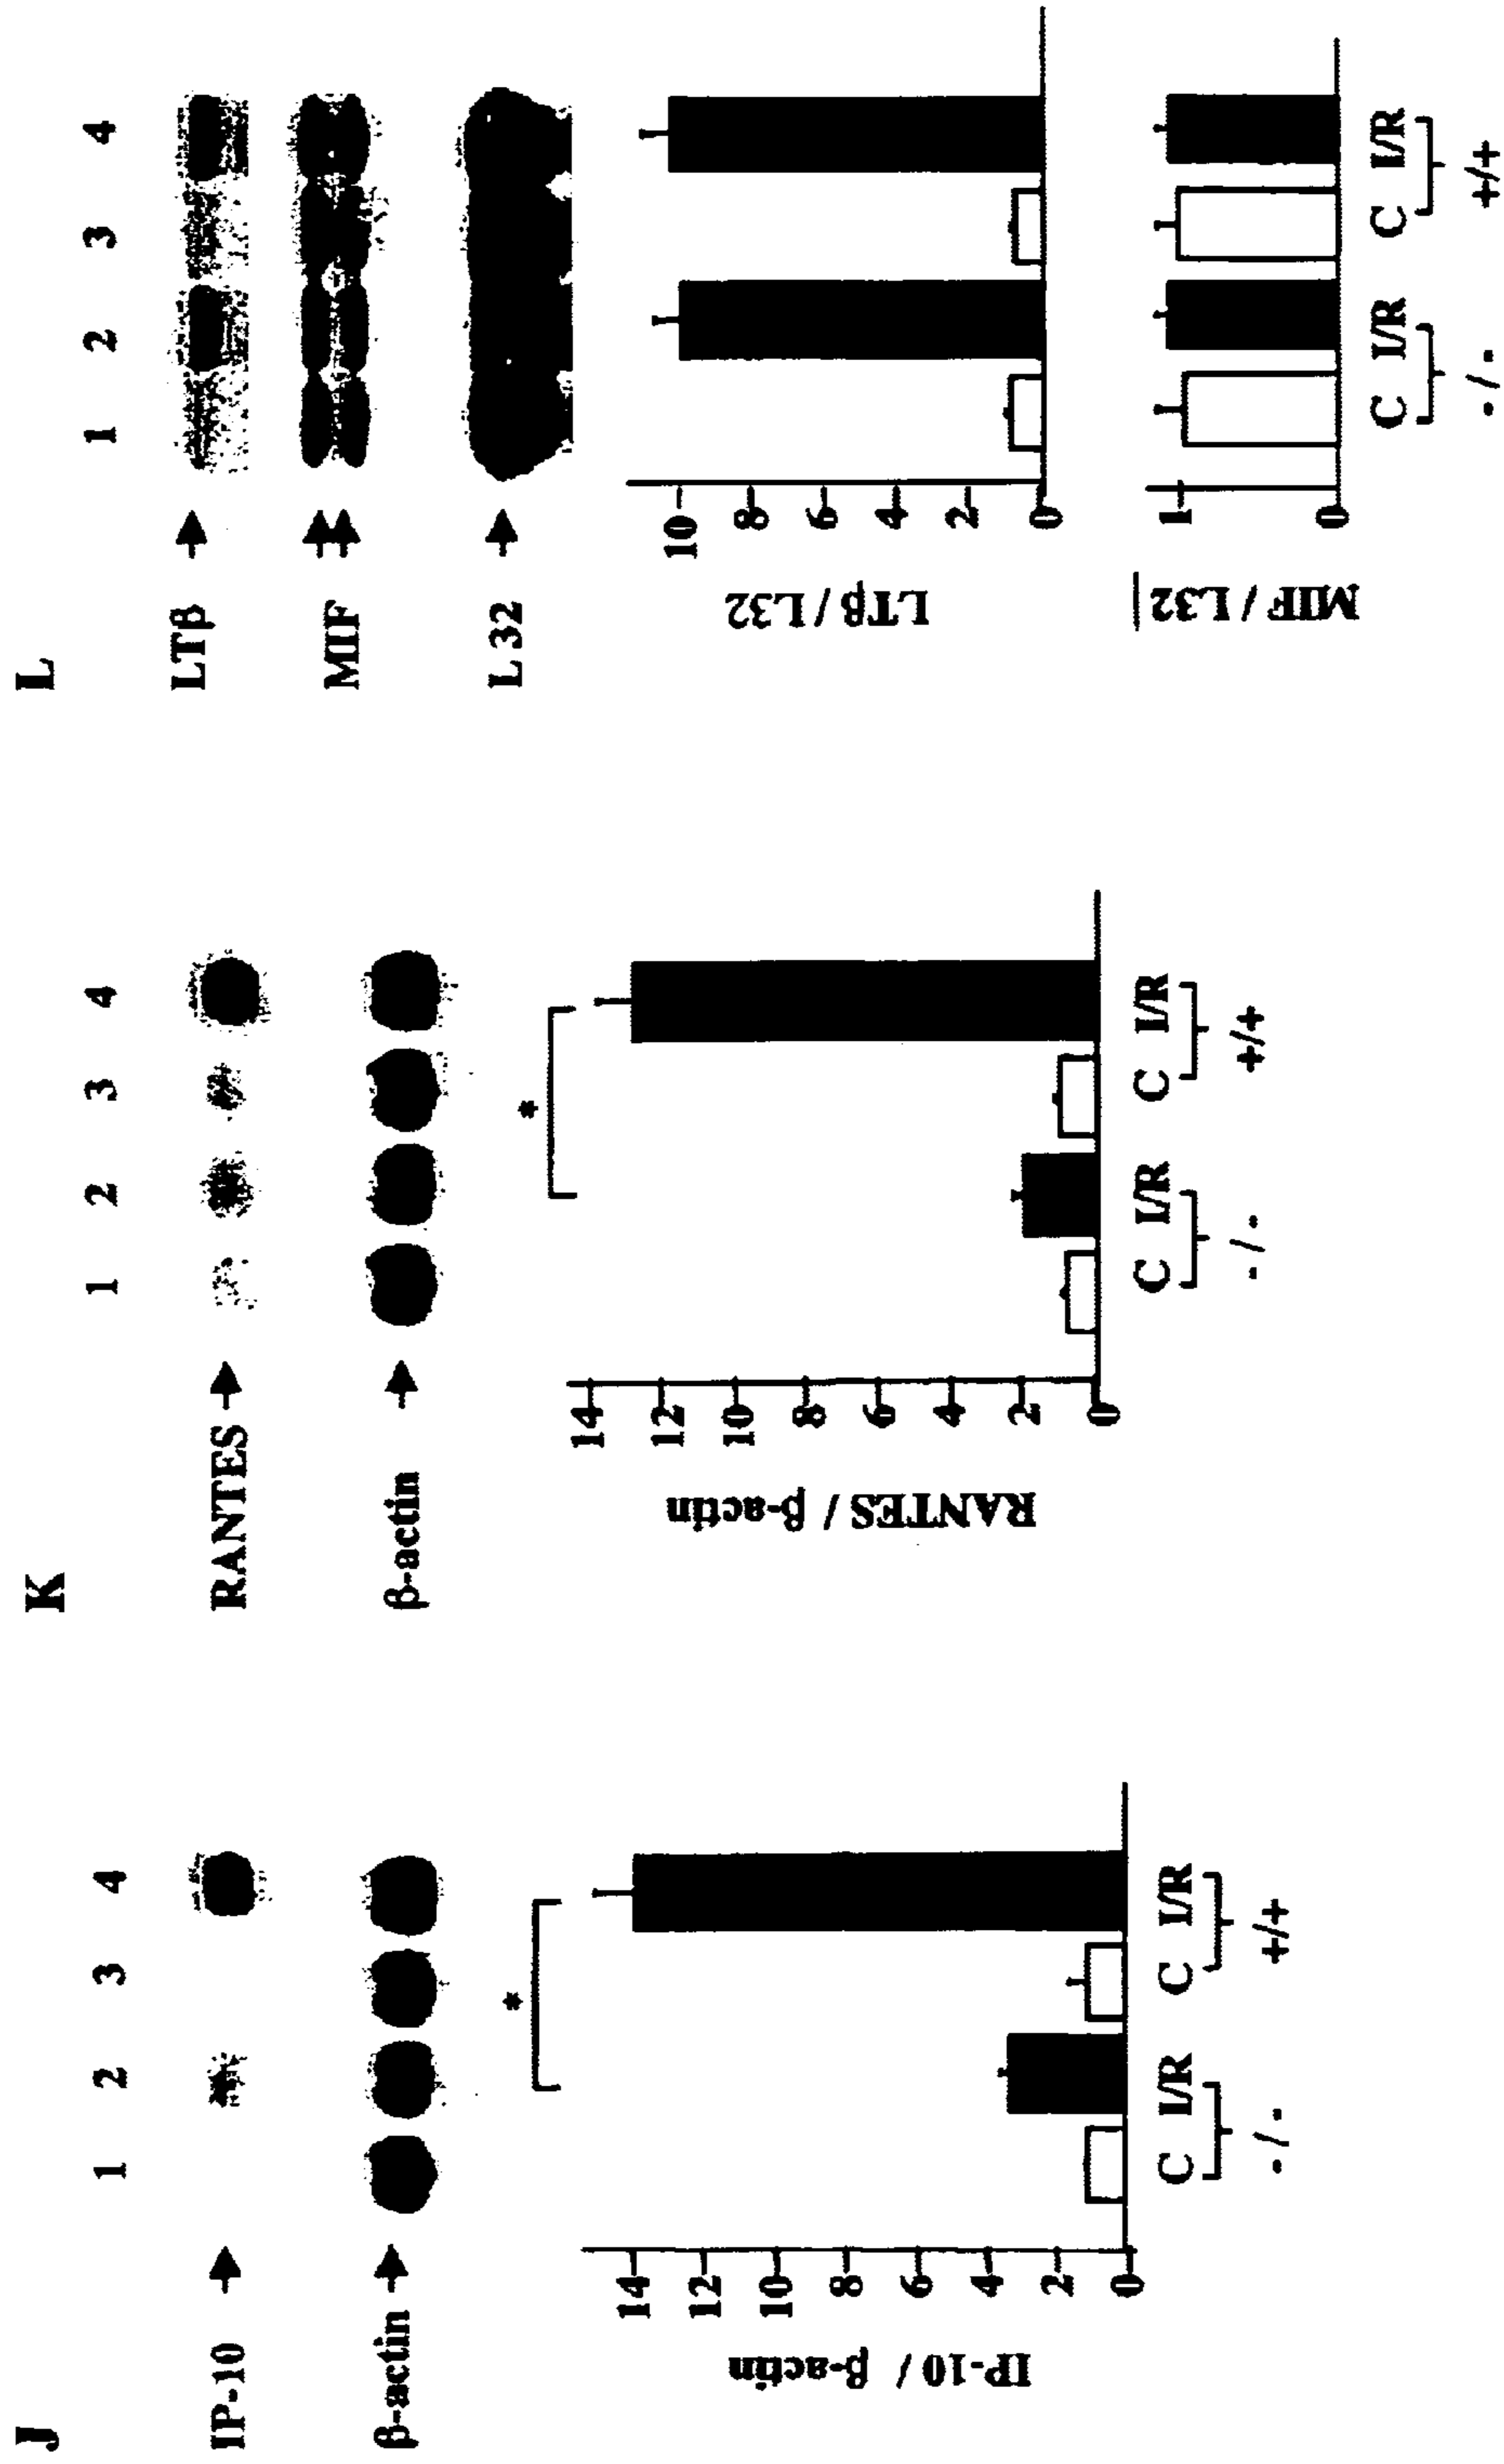 J
1 2 3 4
IP-10
β-actin
*
IP-10 / β-actin
14
12
10
8
6
4
2
0
C I/R C I/R
- / - +/+
K
1 2 3 4
RANTES
β-actin
*
RANTES / β-actin
14
12
10
8
6
4
2
0
C I/R C I/R
- / - +/+
L
1 2 3 4
LTβ
MIF
L 32
LTβ / L32
10
8
6
4
2
0
MIF / L32
1
0
C I/R C I/R
- / - +/+